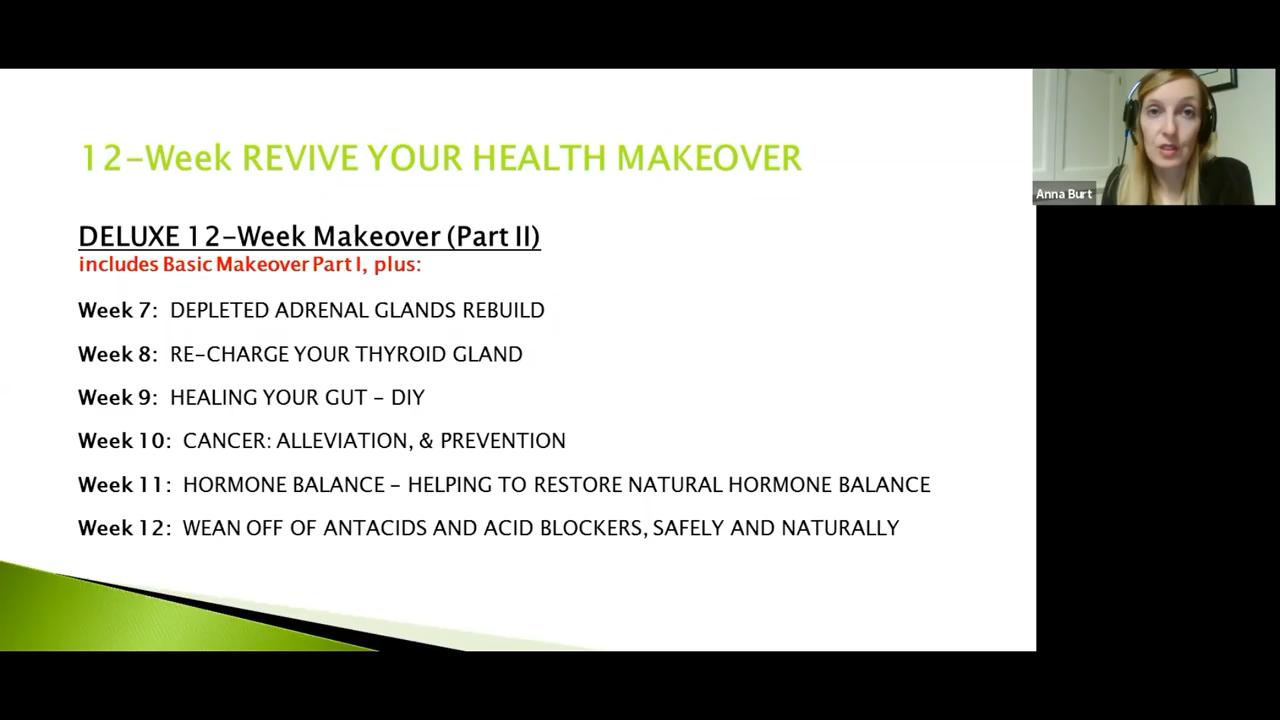 12-Week REVIVE YOUR HEALTH MAKEOVER
DELUXE 12-Week Makeover (Part II)
includes Basic Makeover Part I, plus:
Week 7: DEPLETED ADRENAL GLANDS REBUILD
Week 8: RE-CHARGE YOUR THYROID GLAND
Week 9: HEALING YOUR GUT - DIY
Week 10: CANCER: ALLEVIATION, & PREVENTION
Week 11: HORMONE BALANCE - HELPING TO RESTORE NATURAL HORMONE BALANCE
Week 12: WEAN OFF OF ANTACIDS AND ACID BLOCKERS, SAFELY AND NATURALLY
Anna Burt